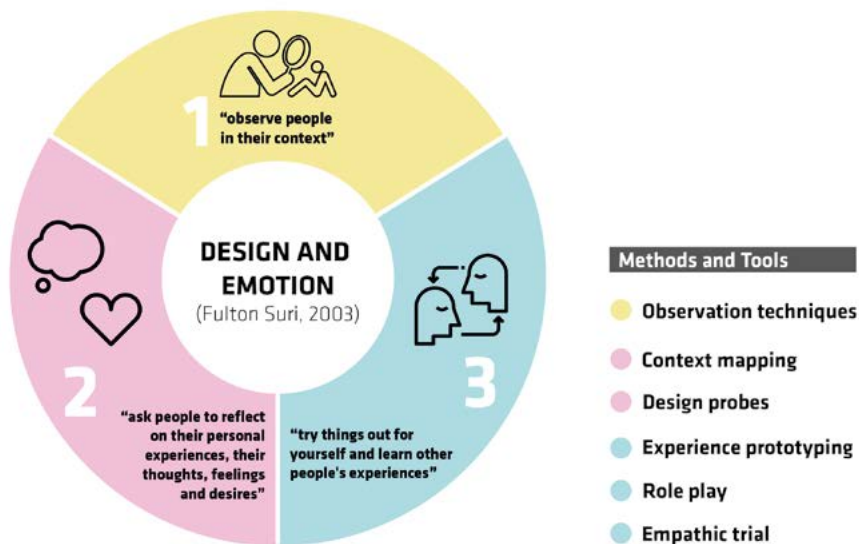 1
“observe people
in their context”
DESIGN AND
EMOTION
(Fulton Suri, 2003)
2
“ask people to reflect
on their personal
experiences, their
thoughts, feelings
and desires”
3
“try things out for
yourself and learn other
people's experiences”
Methods and Tools
Observation techniques
Context mapping
Design probes
Experience prototyping
Role play
Empathic trial